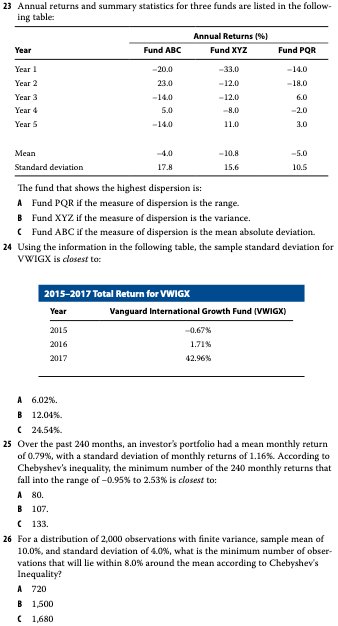 23 Annual returns and summary statistics for three funds are listed in the follow-
ing table:
Annual Returns (%)
Year Fund ABC Fund XYZ Fund PQR
Year 1 −20.0 −33.0 −14.0
Year 2 23.0 −12.0 −18.0
Year 3 −14.0 −12.0 6.0
Year 4 5.0 −8.0 −2.0
Year 5 −14.0 11.0 3.0
Mean −4.0 −10.8 −5.0
Standard deviation 17.8 15.6 10.5
The fund that shows the highest dispersion is:
A Fund PQR if the measure of dispersion is the range.
B Fund XYZ if the measure of dispersion is the variance.
C Fund ABC if the measure of dispersion is the mean absolute deviation.
24 Using the information in the following table, the sample standard deviation for
VWIGX is closest to:
2015–2017 Total Return for VWIGX
Year Vanguard International Growth Fund (VWIGX)
2015 −0.67%
2016 1.71%
2017 42.96%
A 6.02%.
B 12.04%.
C 24.54%.
25 Over the past 240 months, an investor's portfolio had a mean monthly return
of 0.79%, with a standard deviation of monthly returns of 1.16%. According to
Chebyshev's inequality, the minimum number of the 240 monthly returns that
fall into the range of −0.95% to 2.53% is closest to:
A 80.
B 107.
C 133.
26 For a distribution of 2,000 observations with finite variance, sample mean of
10.0%, and standard deviation of 4.0%, what is the minimum number of obser-
vations that will lie within 8.0% around the mean according to Chebyshev's
Inequality?
A 720
B 1,500
C 1,680